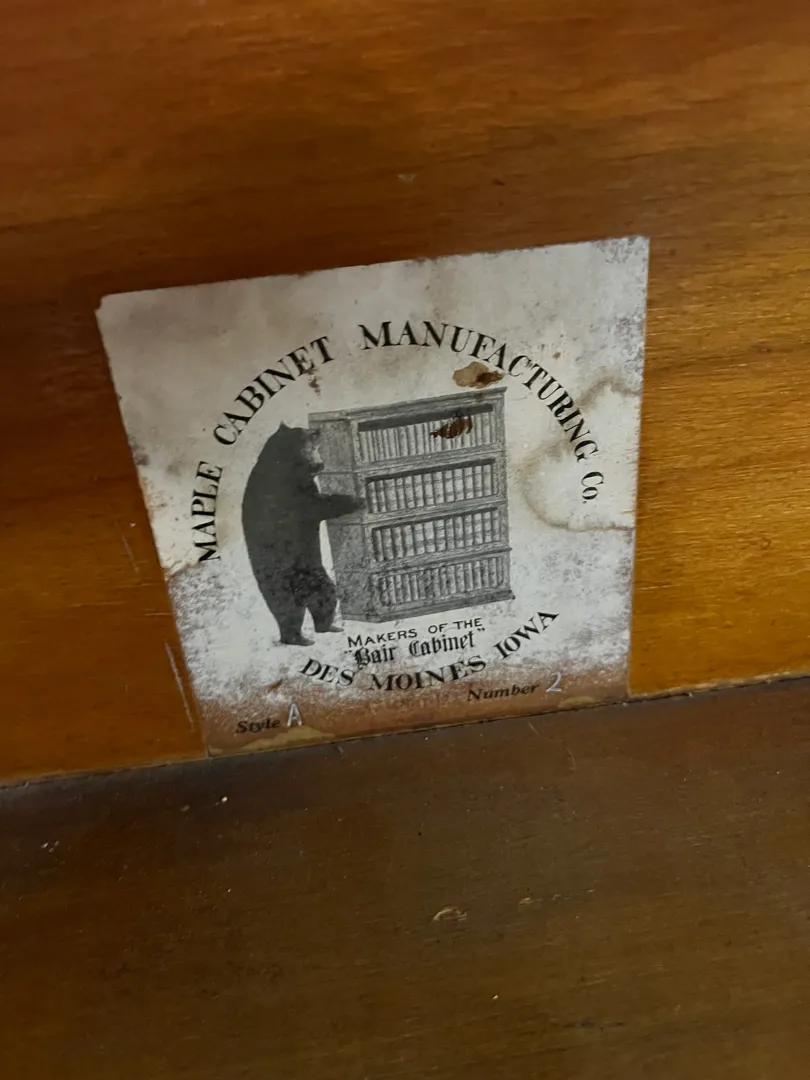 MAPLE CABINET MANUFACTURING Co.
MAKERS OF THE
"Bair Cabinet"
DES MOINES IOWA
Style A Number 2